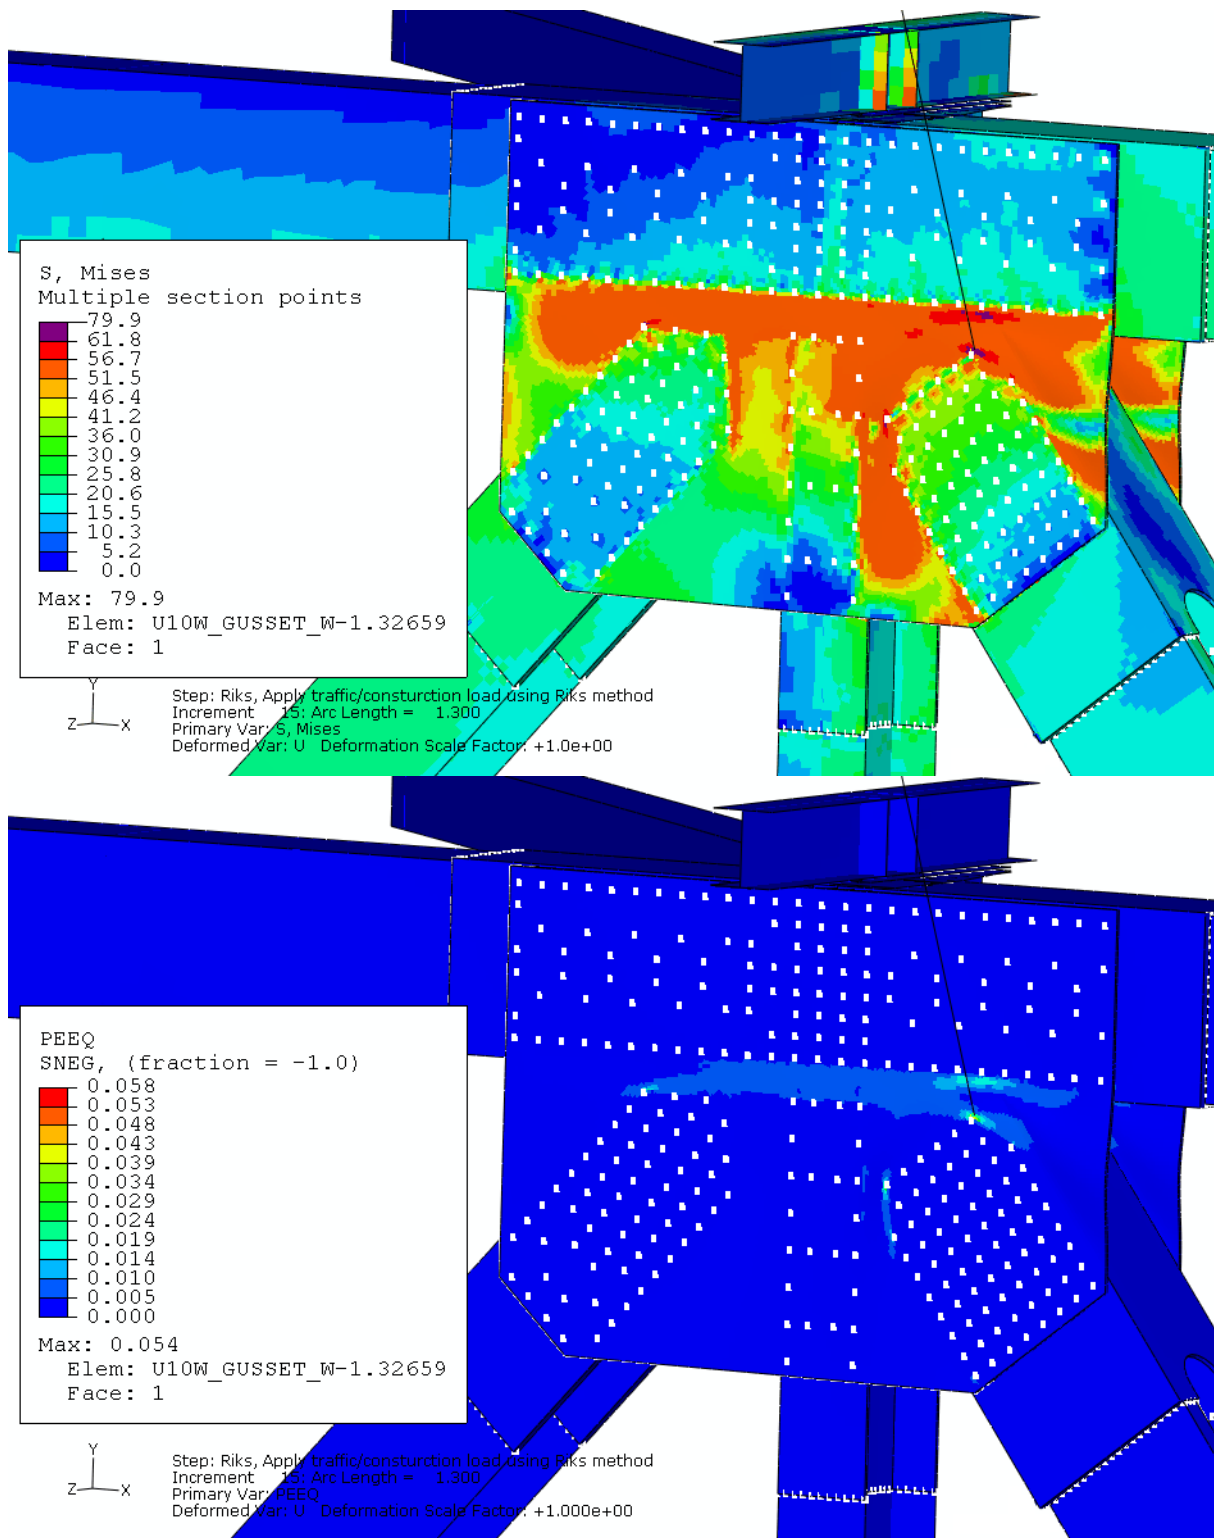 S, Mises
Multiple section points
79.9
61.8
56.7
51.5
46.4
41.2
36.0
30.9
25.8
20.6
15.5
10.3
5.2
0.0
Max: 79.9
Elem: U10W_GUSSET_W-1.32659
Face: 1
Y
Z X
Step: Riks, Apply traffic/consturction load using Riks method
Increment 15: Arc Length = 1.300
Primary Var: S, Mises
Deformed Var: U Deformation Scale Factor: +1.0e+00
PEEQ
SNEG, (fraction = -1.0)
0.058
0.053
0.048
0.043
0.039
0.034
0.029
0.024
0.019
0.014
0.010
0.005
0.000
Max: 0.054
Elem: U10W_GUSSET_W-1.32659
Face: 1
Y
Z X
Step: Riks, Apply traffic/consturction load using Riks method
Increment 15: Arc Length = 1.300
Primary Var: PEEQ
Deformed Var: U Deformation Scale Factor: +1.000e+00